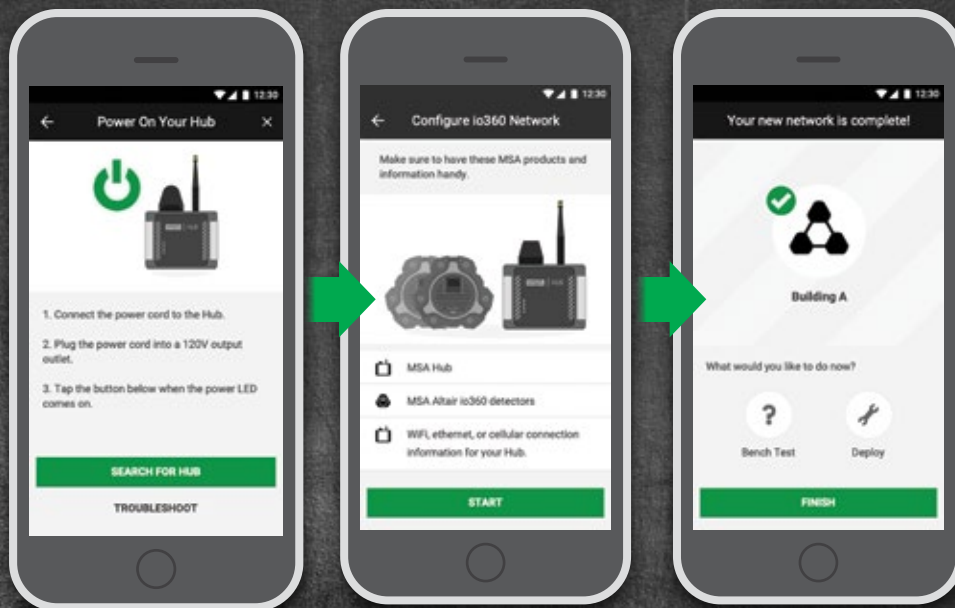 12:30
Power On Your Hub
1. Connect the power cord to the Hub.
2. Plug the power cord into a 120V output
outlet.
3. Tap the button below when the power LED
comes on.
SEARCH FOR HUB
TROUBLESHOOT
12:30
Configure io360 Network
Make sure to have these MSA products and
information handy.
MSA Hub
MSA Altair io360 detectors
WiFi, ethernet, or cellular connection
information for your Hub.
START
12:30
Your new network is complete!
Building A
What would you like to do now?
?
Bench Test
Deploy
FINISH